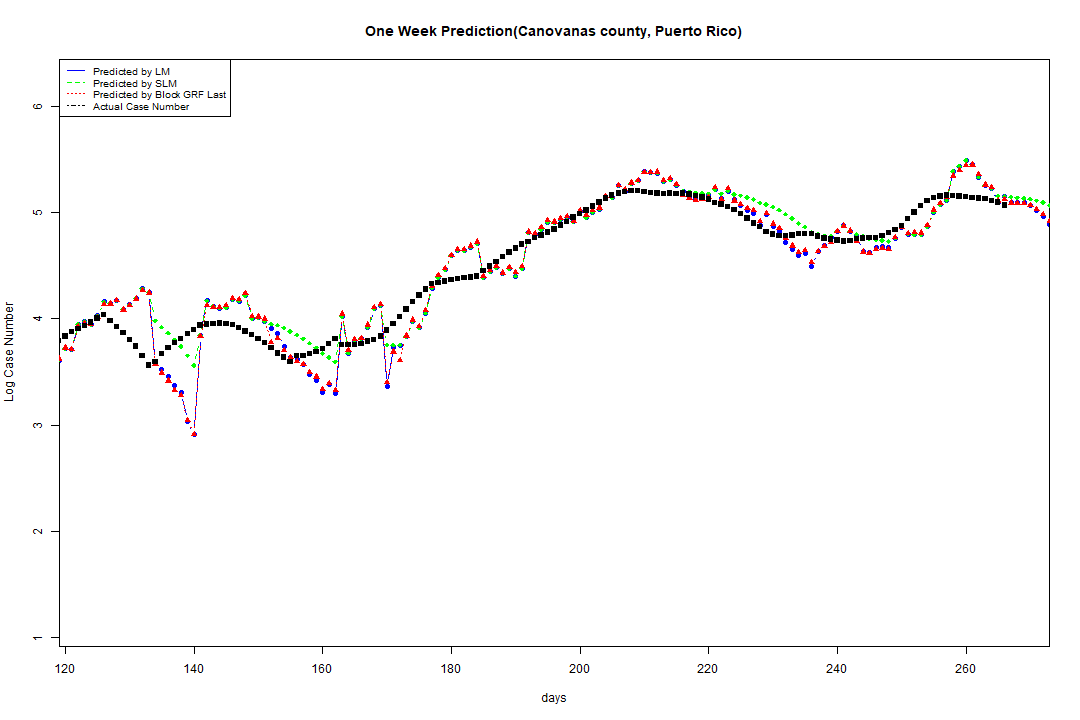 One Week Prediction(Canovanas county, Puerto Rico)
Predicted by LM
Predicted by SLM
Predicted by Block GRF Last
Actual Case Number
6
5
4
3
2
1
Log Case Number
120 140 160 180 200 220 240 260
days